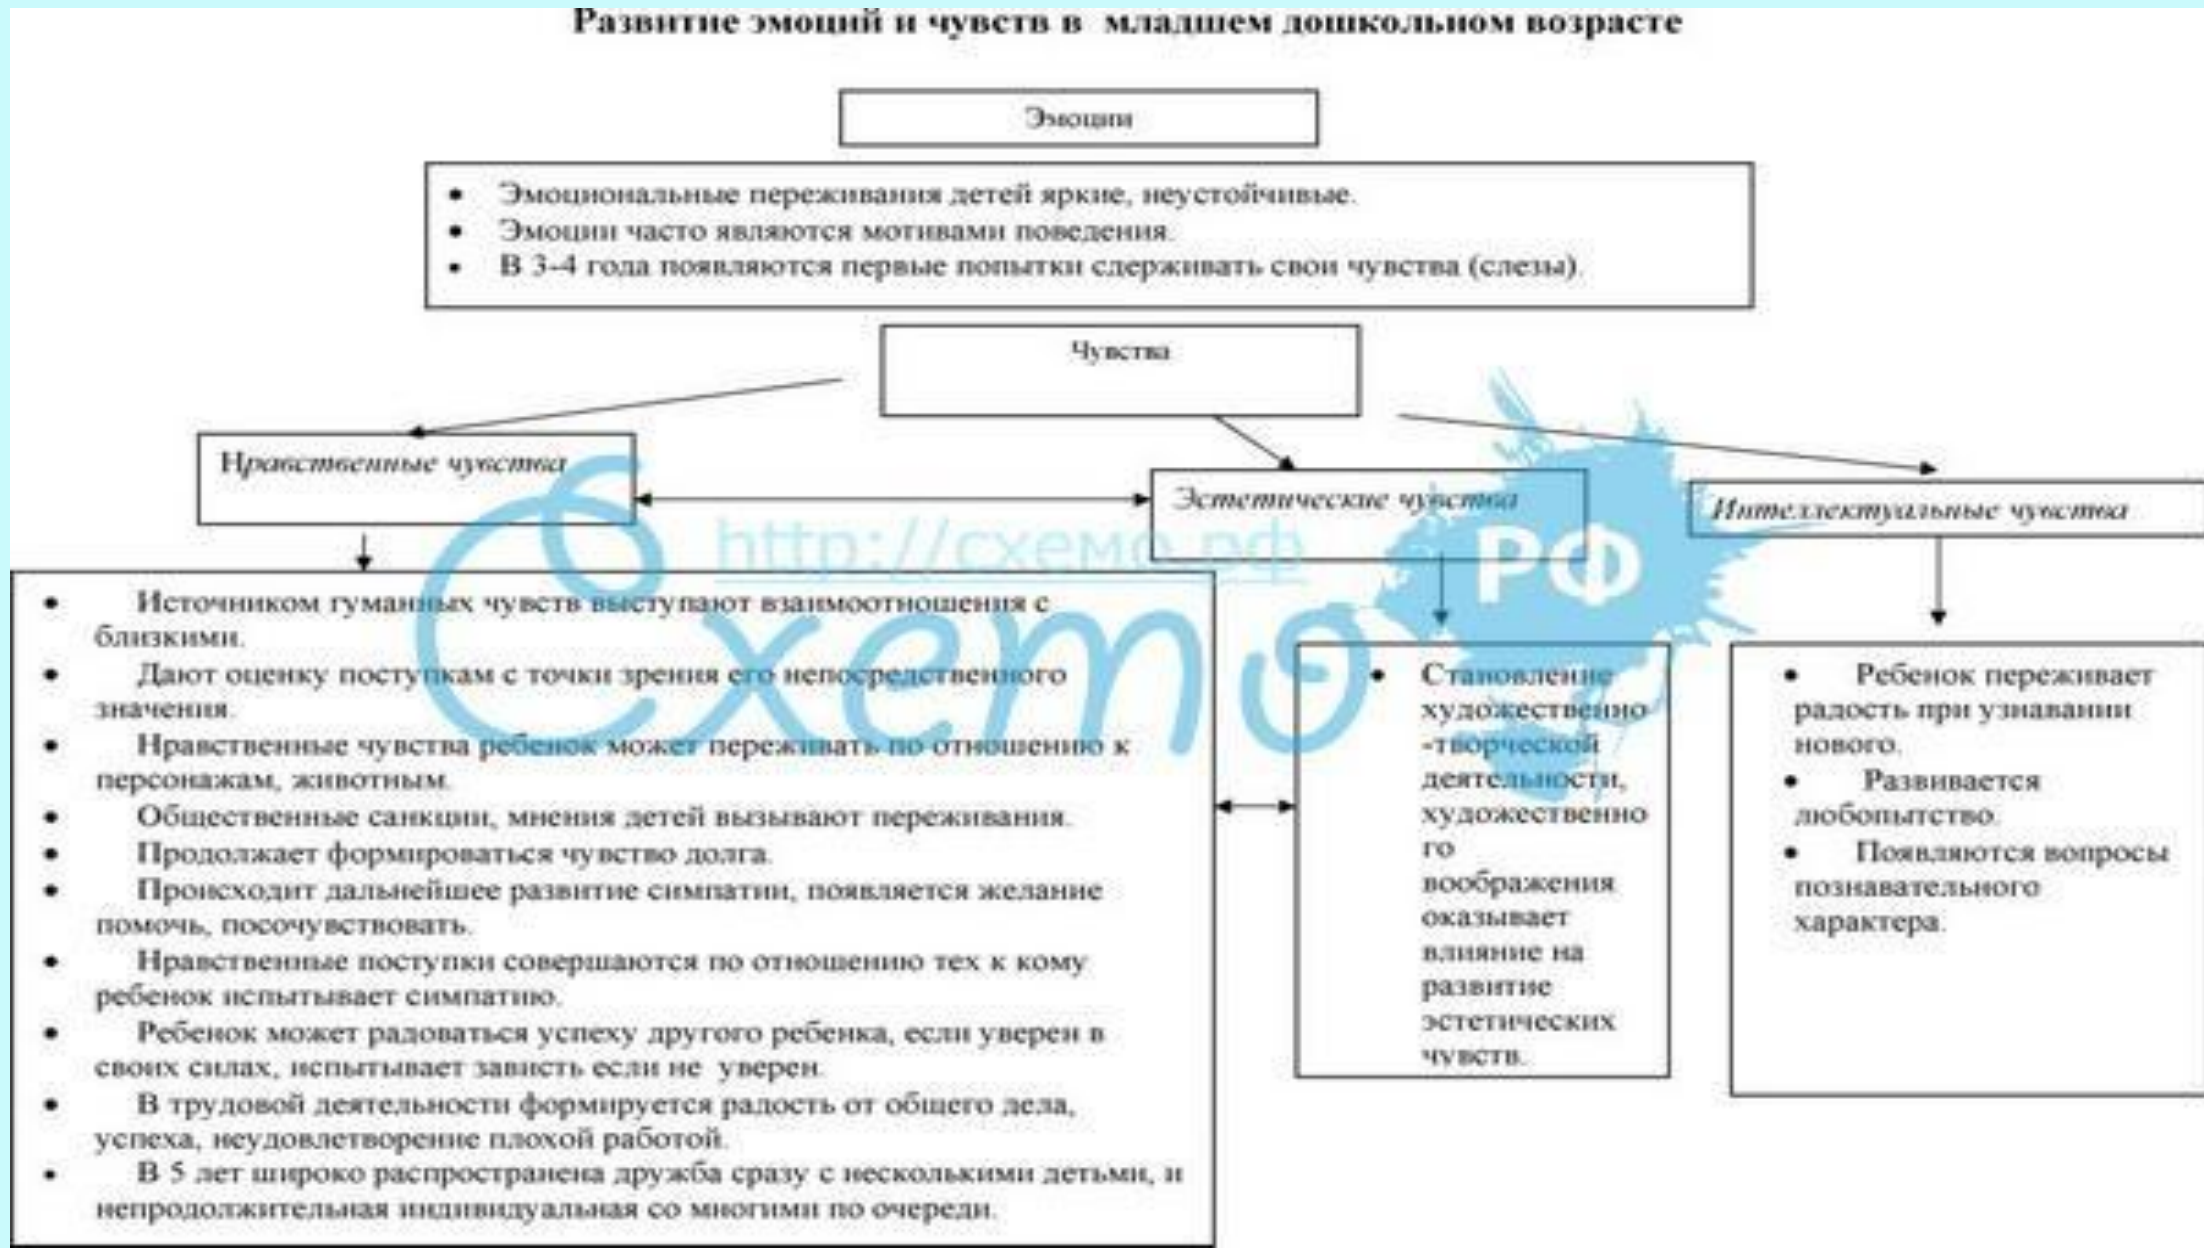 Развитие эмоций и чувств в младшем дошкольном возрасте
Эмоции
• Эмоциональные переживания детей яркие, неустойчивые.
• Эмоции часто являются мотивами поведения.
• В 3-4 года появляются первые попытки сдерживать свои чувства (слезы).
Чувства
Нравственные чувства
Эстетические чувства
Интеллектуальные чувства
http://схемо.рф
Схемо
РФ
• Источником гуманных чувств выступают взаимоотношения с
близкими.
• Дают оценку поступкам с точки зрения его непосредственного
значения.
• Нравственные чувства ребенок может переживать по отношению к
персонажам, животным.
• Общественные санкции, мнения детей вызывают переживания.
• Продолжает формироваться чувство долга.
• Происходит дальнейшее развитие симпатии, появляется желание
помочь, посочувствовать.
• Нравственные поступки совершаются по отношению тех к кому
ребенок испытывает симпатию.
• Ребенок может радоваться успеху другого ребенка, если уверен в
своих силах, испытывает зависть если не уверен.
• В трудовой деятельности формируется радость от общего дела,
успеха, неудовлетворение плохой работой.
• В 5 лет широко распространена дружба сразу с несколькими детьми, и
непродолжительная индивидуальная со многими по очереди.
• Становление
художественно
-творческой
деятельности,
художественно
го
воображения
оказывает
влияние на
развитие
эстетических
чувств.
• Ребенок переживает
радость при узнавании
нового.
• Развивается
любопытство.
• Появляются вопросы
познавательного
характера.